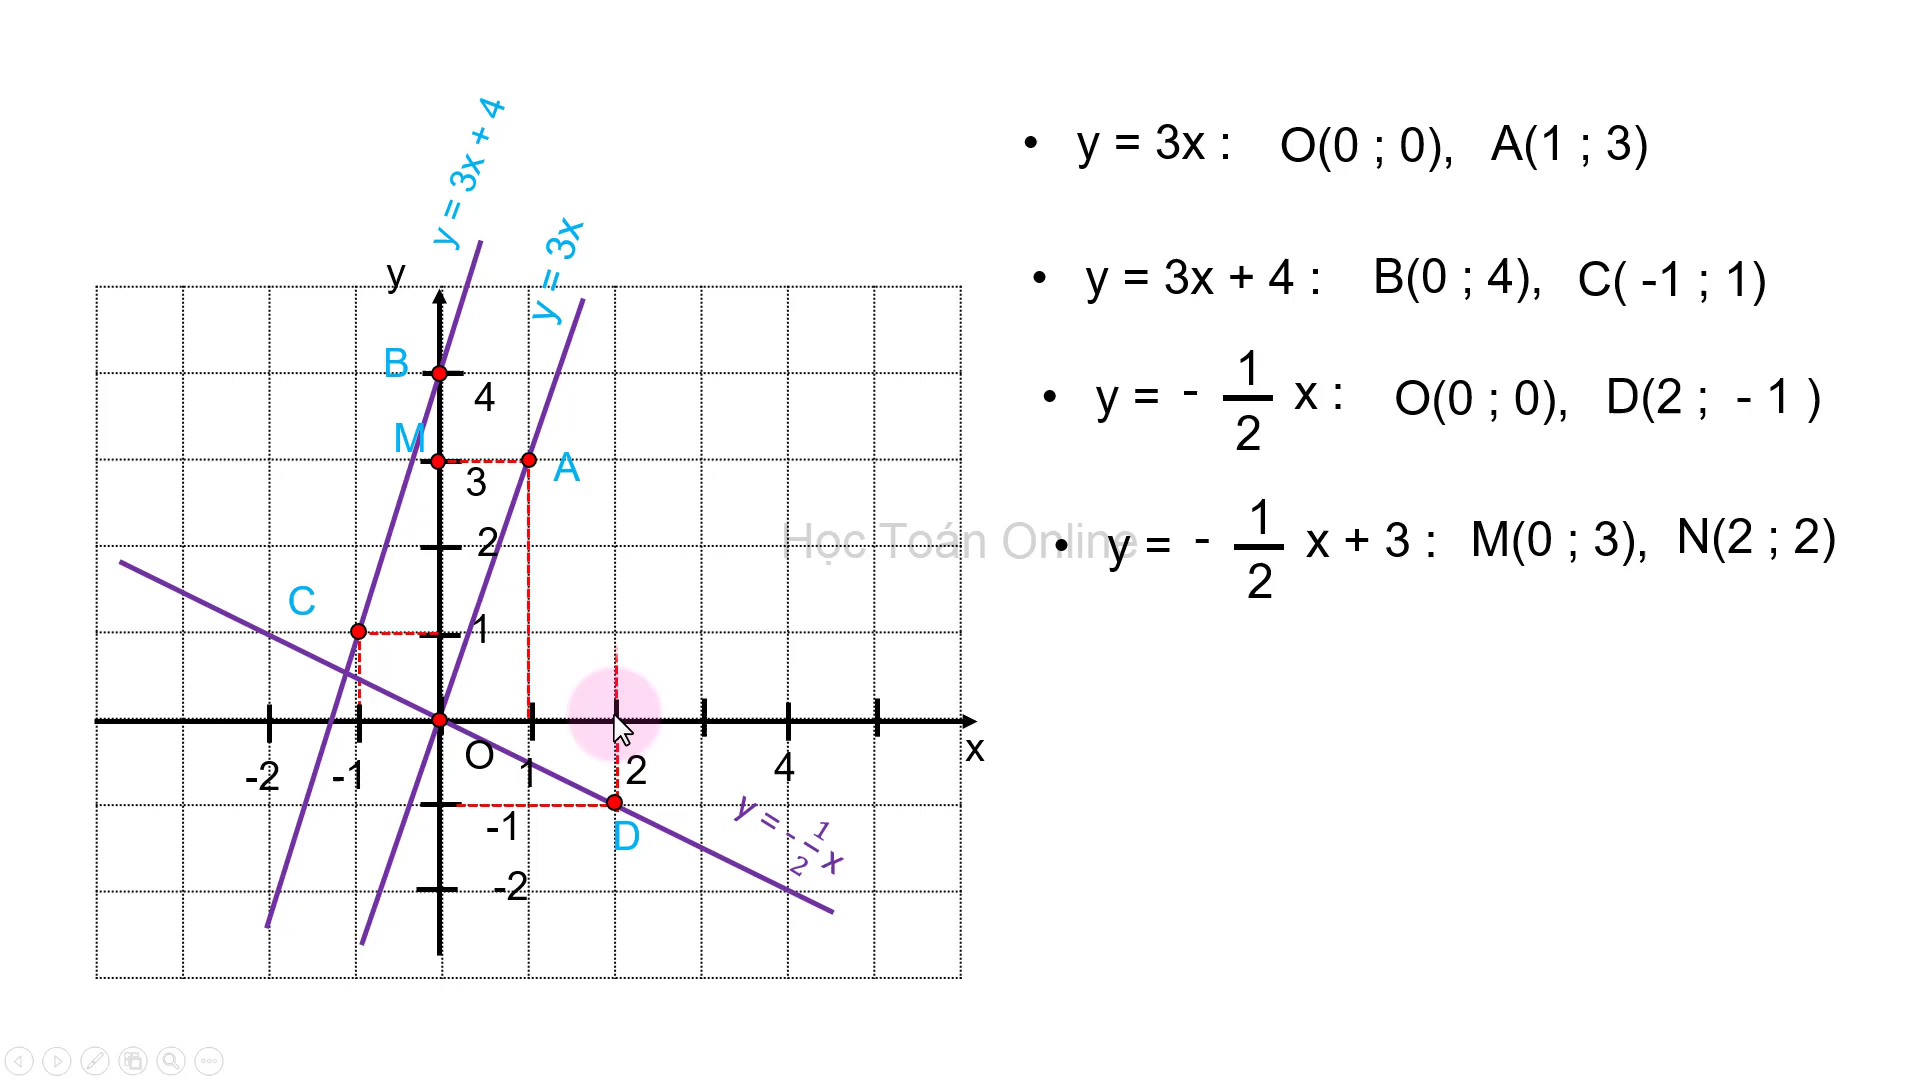 y = 3x + 4
y = 3x
y
B
4
M
3
A
2
C
1
O
x
-2
-1
1
2
4
-1
D
y = - 1/2 x
-2
• y = 3x : O(0 ; 0), A(1 ; 3)
• y = 3x + 4 : B(0 ; 4), C( -1 ; 1)
• y = - 1/2 x : O(0 ; 0), D(2 ; - 1 )
Học Toán Online
• y = - 1/2 x + 3 : M(0 ; 3), N(2 ; 2)